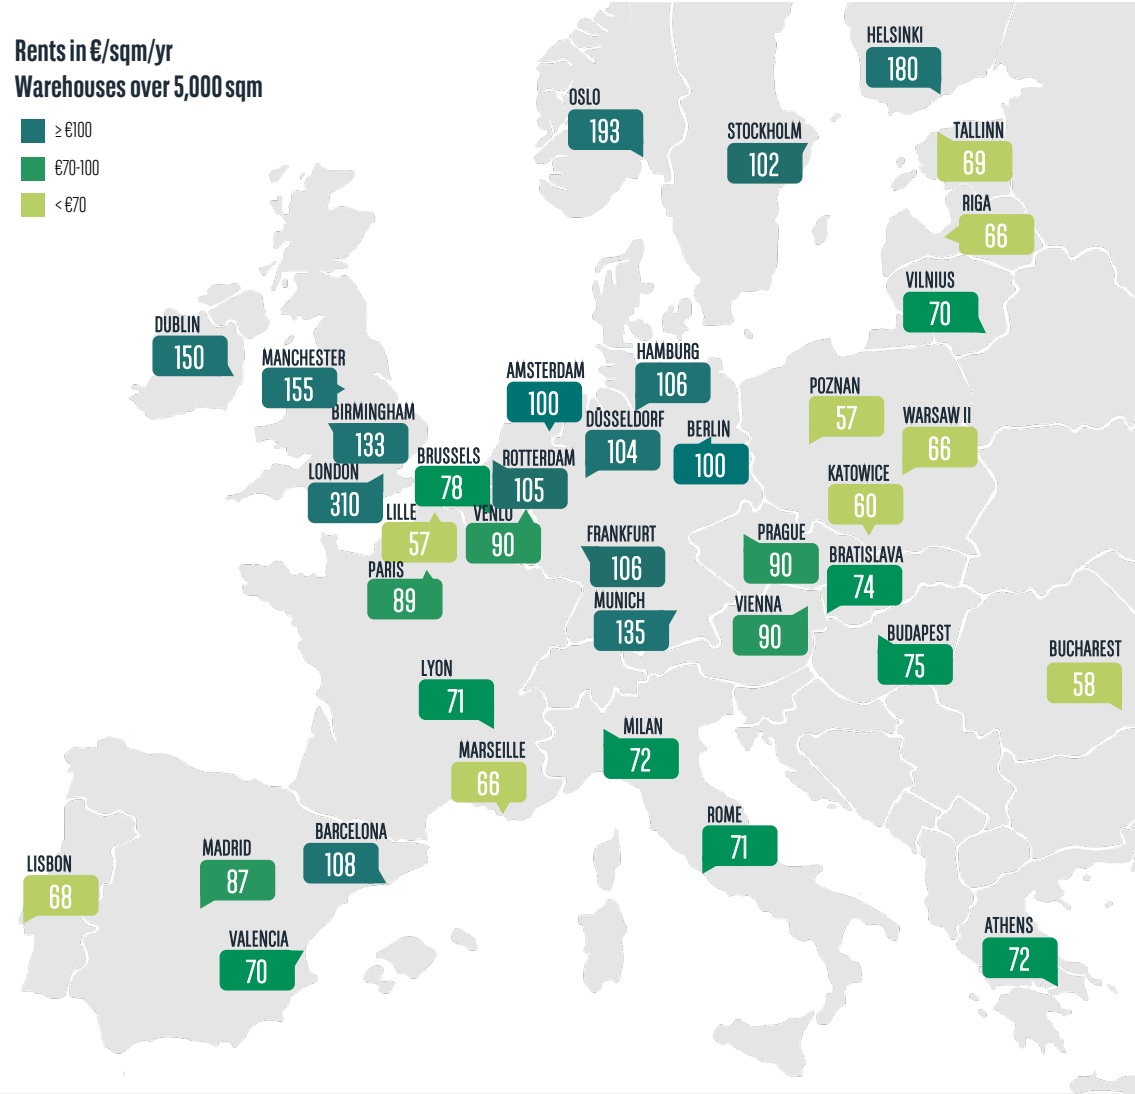 Rents in €/sqm/yr
Warehouses over 5,000 sqm
≥ €100
€70-100
< €70
HELSINKI
180
OSLO
193
STOCKHOLM
102
TALLINN
69
RIGA
66
VILNIUS
70
DUBLIN
150
MANCHESTER
155
BIRMINGHAM
133
LONDON
310
AMSTERDAM
100
HAMBURG
106
DÜSSELDORF
104
BERLIN
100
BRUSSELS
78
ROTTERDAM
105
LILLE
57
VENLO
90
PARIS
89
POZNAN
57
WARSAW II
66
KATOWICE
60
FRANKFURT
106
PRAGUE
90
BRATISLAVA
74
MUNICH
135
VIENNA
90
BUDAPEST
75
BUCHAREST
58
LYON
71
MARSEILLE
66
MILAN
72
ROME
71
BARCELONA
108
MADRID
87
LISBON
68
VALENCIA
70
ATHENS
72